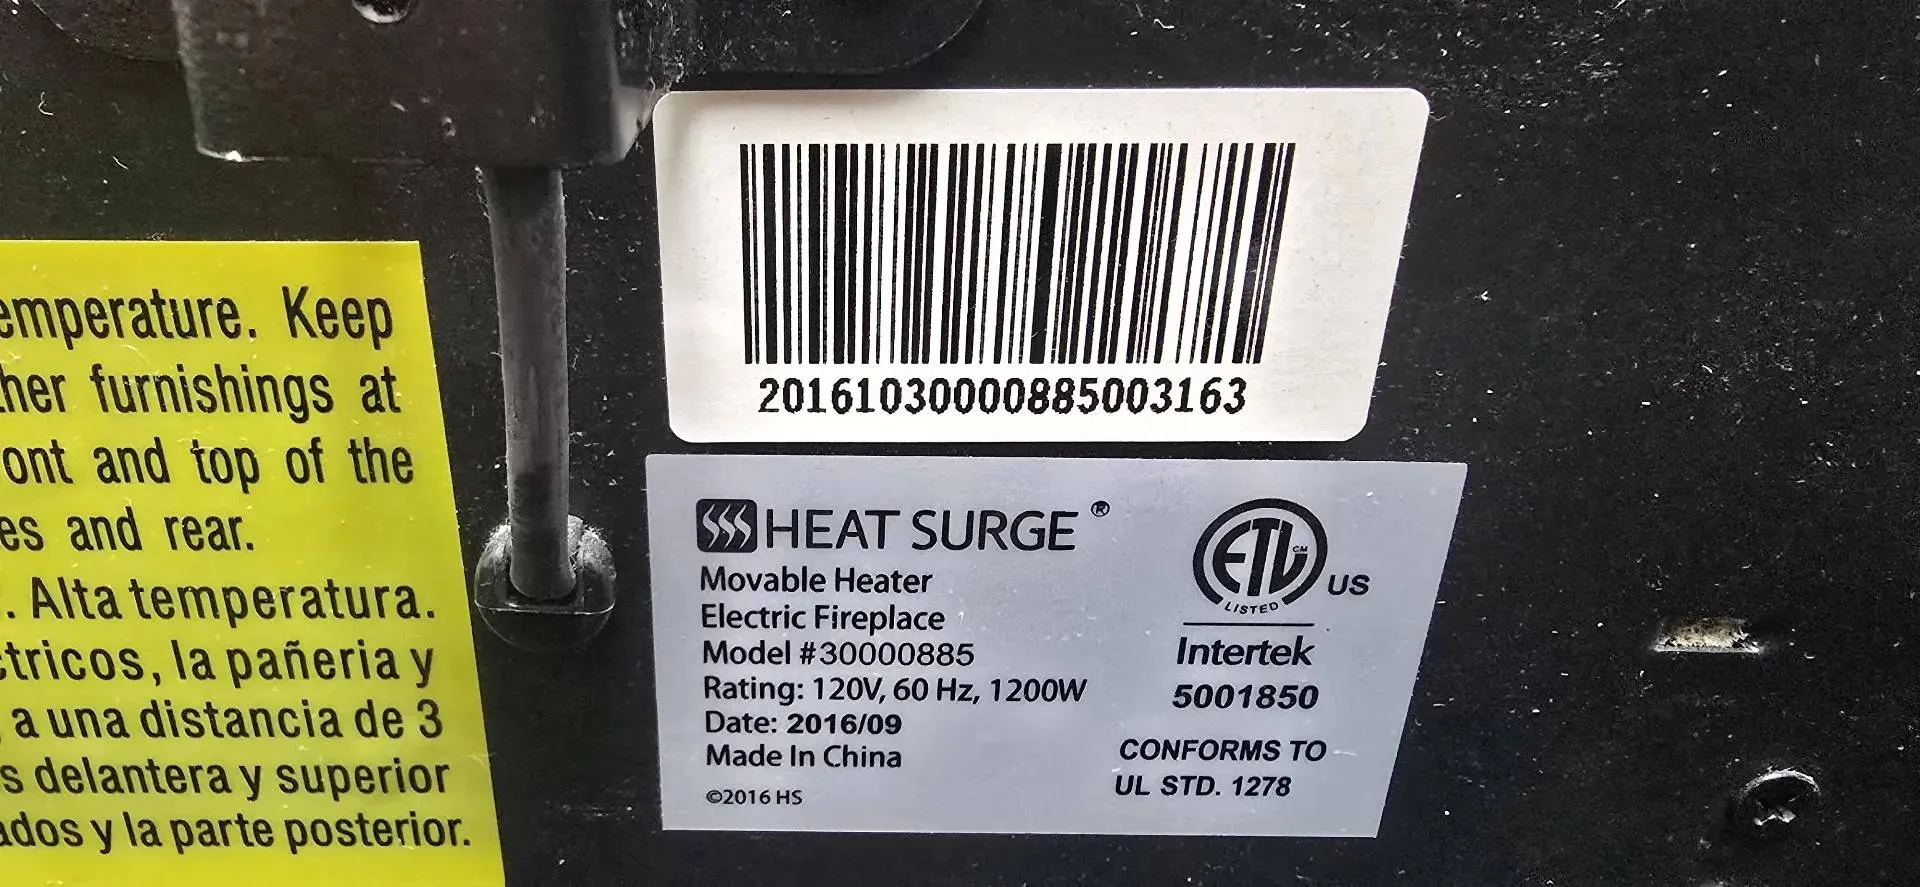 emperature. Keep
her furnishings at
ont and top of the
es and rear.
. Alta temperatura.
tricos, la pañeria y
, a una distancia de 3
s delantera y superior
ados y la parte posterior.
20161030000885003163
HEAT SURGE®
Movable Heater
Electric Fireplace
Model #30000885
Rating: 120V, 60 Hz, 1200W
Date: 2016/09
Made In China
©2016 HS
ETL CM
LISTED
US
Intertek
5001850
CONFORMS TO
UL STD. 1278